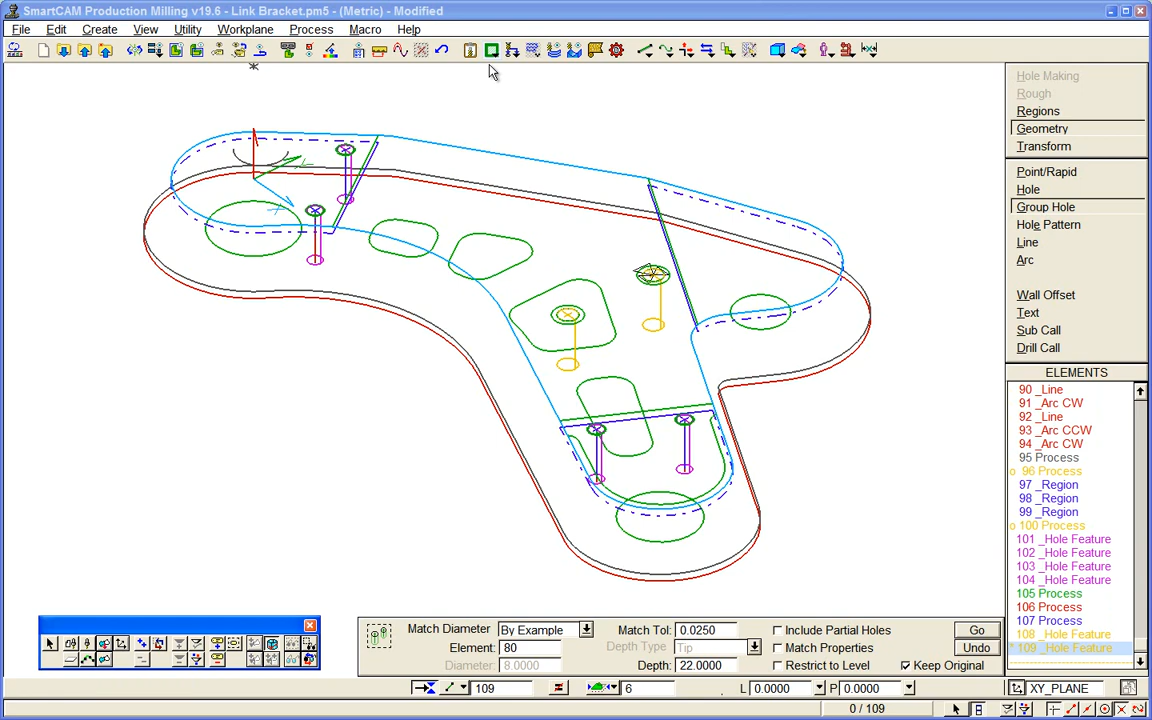 SmartCAM Production Milling v19.6 - Link Bracket.pm5 - (Metric) - Modified
File Edit Create View Utility Workplane Process Macro Help
Hole Making
Rough
Regions
Geometry
Transform
Point/Rapid
Hole
Group Hole
Hole Pattern
Line
Arc
Wall Offset
Text
Sub Call
Drill Call
ELEMENTS
90 _Line
91 _Arc CW
92 _Line
93 _Arc CCW
94 _Arc CW
95 Process
o 96 Process
97 _Region
98 _Region
99 _Region
o 100 Process
101 _Hole Feature
102 _Hole Feature
103 _Hole Feature
104 _Hole Feature
105 Process
106 Process
107 Process
108 _Hole Feature
* 109 _Hole Feature
Match Diameter By Example Match Tol: 0.0250 Include Partial Holes Go
Element: 80 Depth Type Tip Match Properties Undo
Diameter: 8.0000 Depth: 22.0000 Restrict to Level Keep Original
109 6 L 0.0000 P 0.0000 XY_PLANE
0 / 109